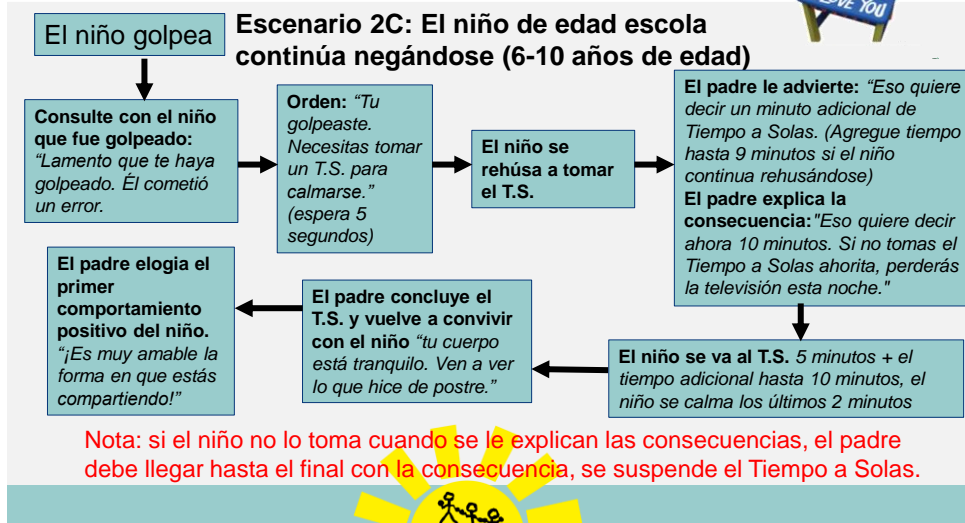 El niño golpea
Escenario 2C: El niño de edad escola
continúa negándose (6-10 años de edad)
LOVE YOU
Consulte con el niño
que fue golpeado:
“Lamento que te haya
golpeado. Él cometió
un error.
Orden: “Tu
golpeaste.
Necesitas tomar
un T.S. para
calmarse.”
(espera 5
segundos)
El niño se
rehúsa a tomar
el T.S.
El padre le advierte: “Eso quiere
decir un minuto adicional de
Tiempo a Solas. (Agregue tiempo
hasta 9 minutos si el niño
continua rehusándose)
El padre explica la
consecuencia:"Eso quiere decir
ahora 10 minutos. Si no tomas el
Tiempo a Solas ahorita, perderás
la televisión esta noche."
El niño se va al T.S. 5 minutos + el
tiempo adicional hasta 10 minutos, el
niño se calma los últimos 2 minutos
El padre concluye el
T.S. y vuelve a convivir
con el niño “tu cuerpo
está tranquilo. Ven a ver
lo que hice de postre.”
El padre elogia el
primer
comportamiento
positivo del niño.
“¡Es muy amable la
forma en que estás
compartiendo!”
Nota: si el niño no lo toma cuando se le explican las consecuencias, el padre
debe llegar hasta el final con la consecuencia, se suspende el Tiempo a Solas.